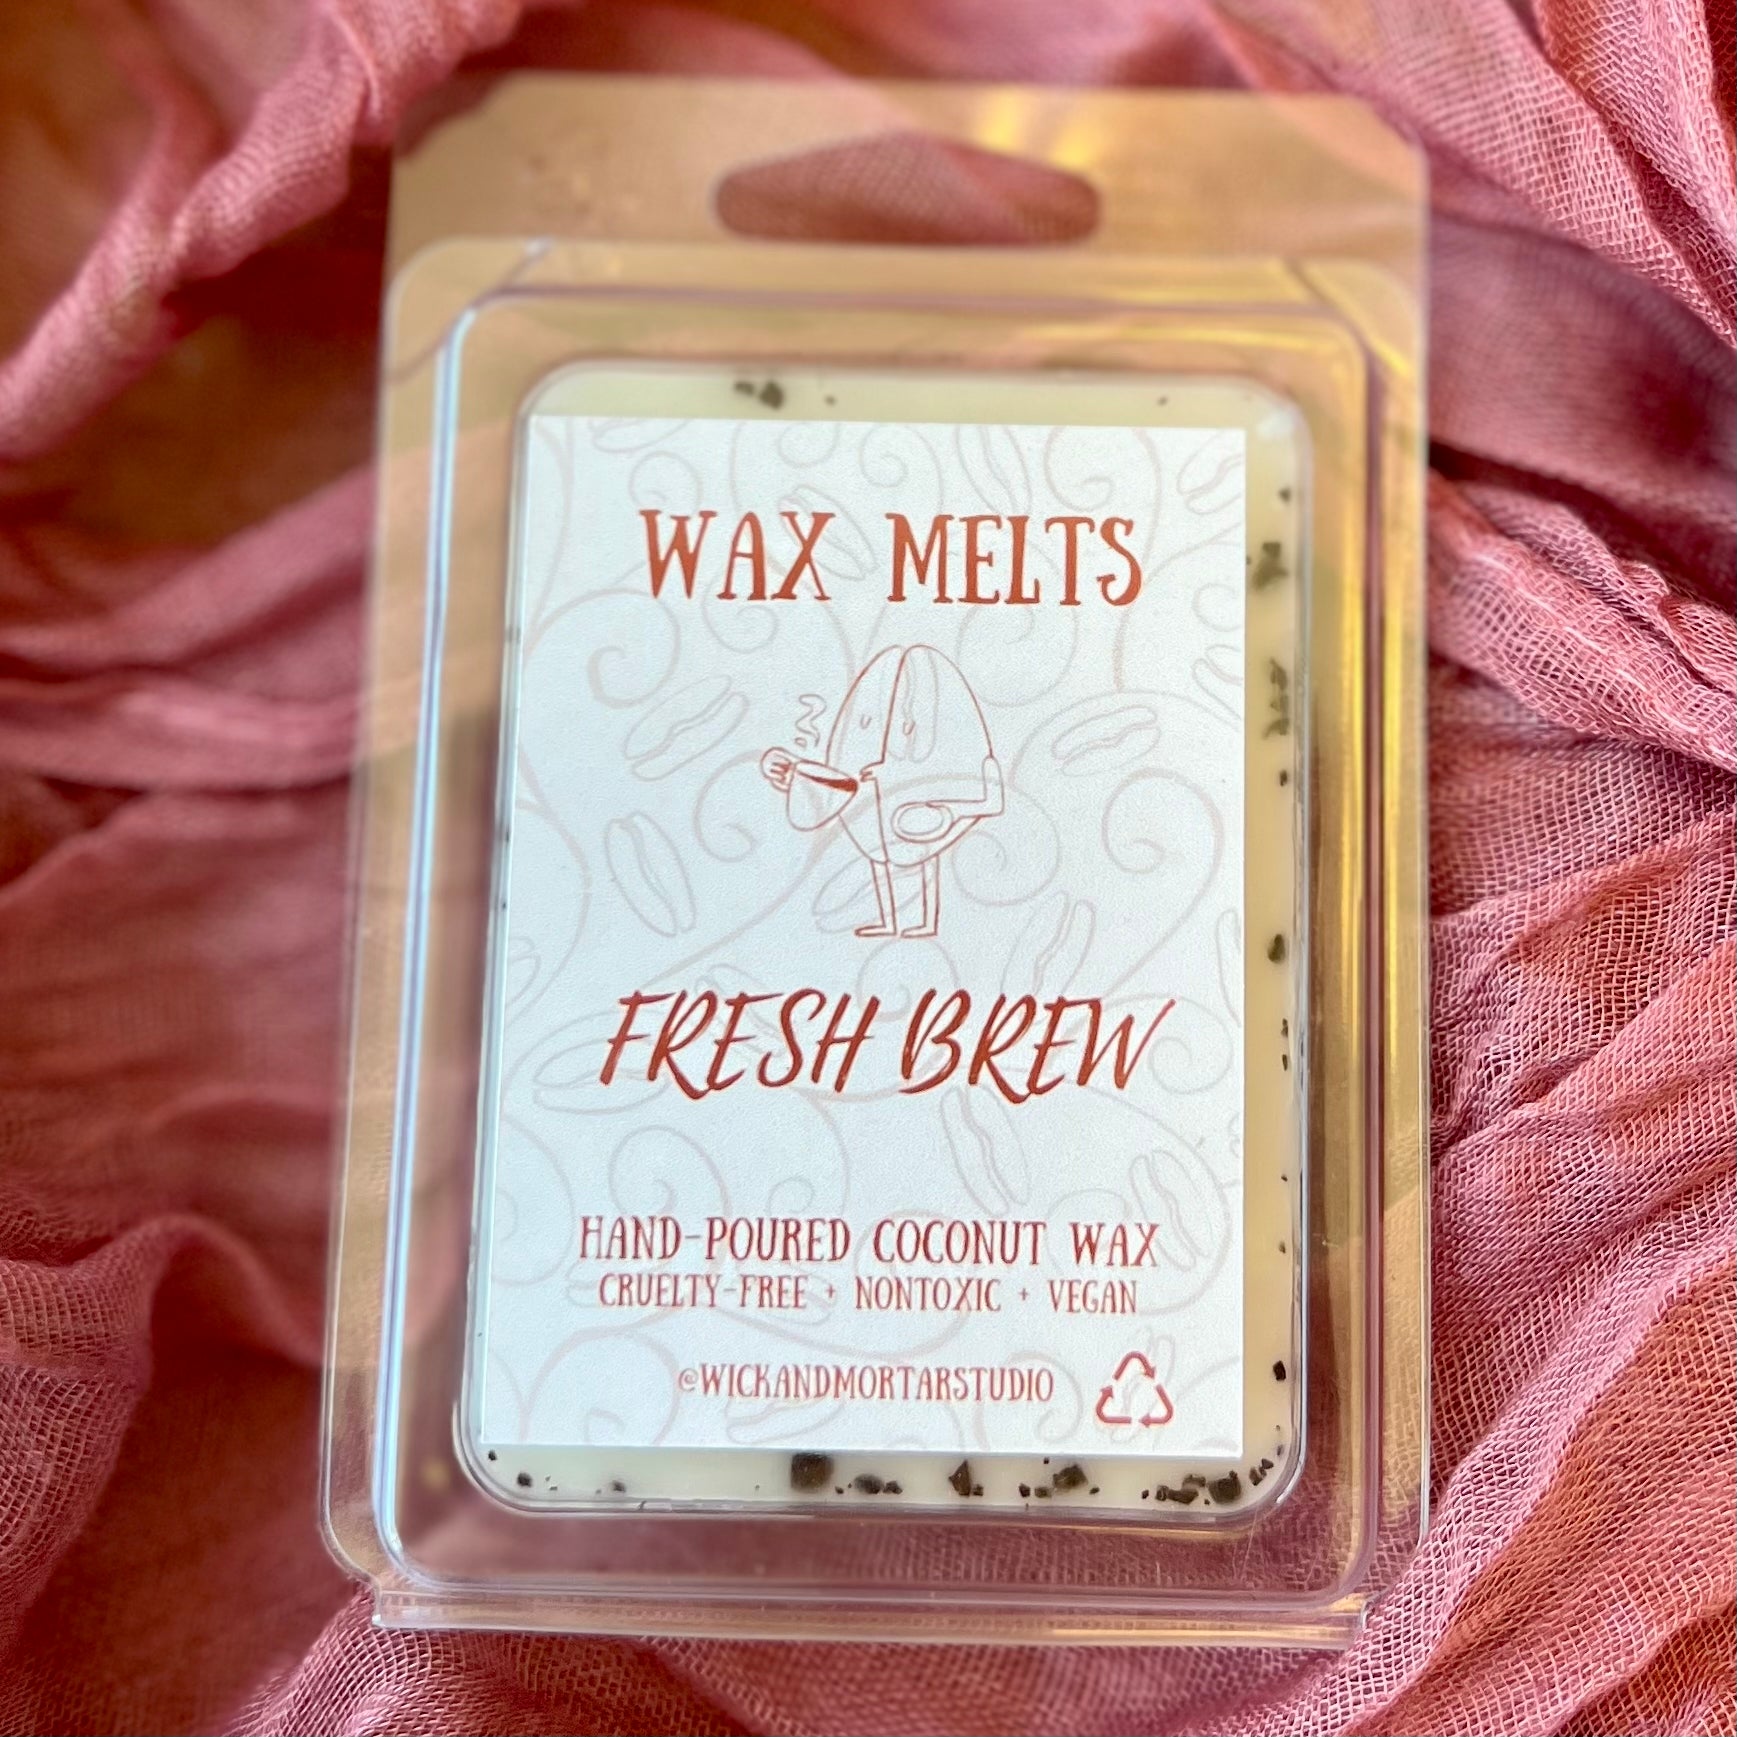 WAX MELTS
FRESH BREW
HAND-POURED COCONUT WAX
CRUELTY-FREE + NONTOXIC + VEGAN
@WICKANDMORTARSTUDIO